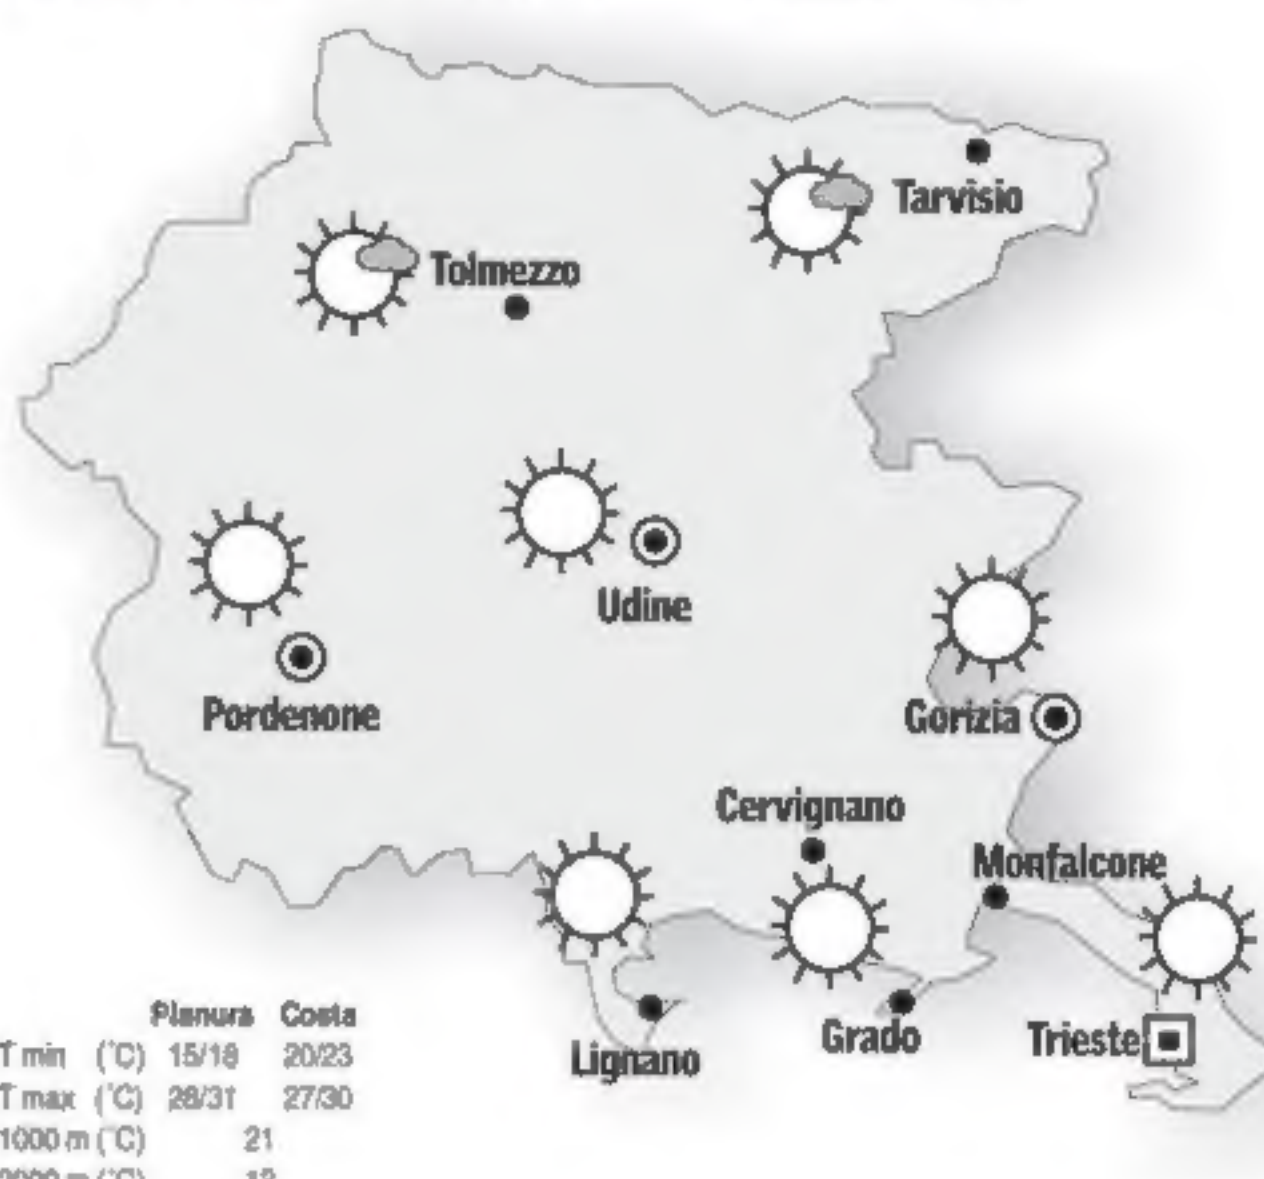 Tarvisio
Tolmezzo
Udine
Pordenone
Gorizia
Cervignano
Monfalcone
Grado
Trieste
Lignano
Pianura Costa
T min (°C) 15/18 20/23
T max (°C) 28/31 27/30
1000 m (°C) 21